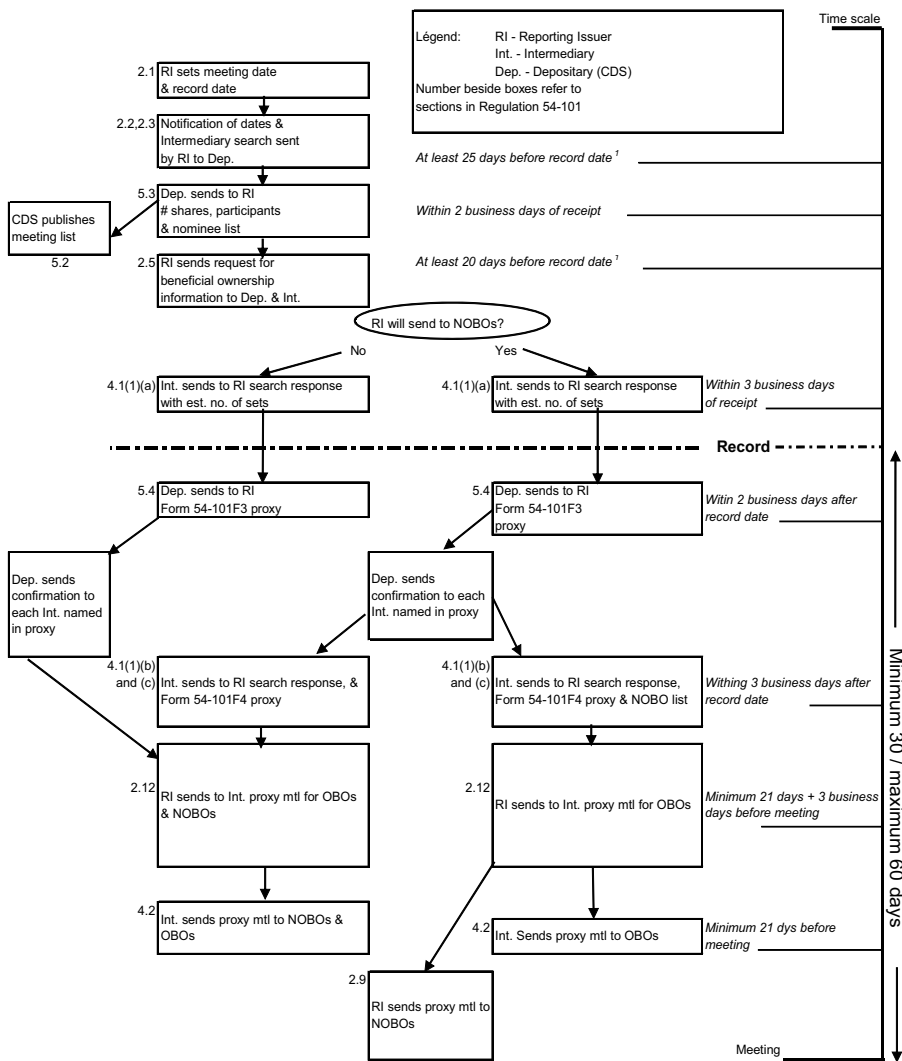 Time scale
Légend: RI - Reporting Issuer
Int. - Intermediary
Dep. - Depositary (CDS)
Number beside boxes refer to
sections in Regulation 54-101
2.1 RI sets meeting date
& record date
2.2,2.3 Notification of dates &
Intermediary search sent
by RI to Dep.
At least 25 days before record date 1
5.3 Dep. sends to RI
# shares, participants
& nominee list
Within 2 business days of receipt
CDS publishes
meeting list
5.2
2.5 RI sends request for
beneficial ownership
information to Dep. & Int.
At least 20 days before record date 1
RI will send to NOBOs?
No
Yes
4.1(1)(a) Int. sends to RI search response
with est. no. of sets
4.1(1)(a) Int. sends to RI search response
with est. no. of sets
Within 3 business days
of receipt
Record
5.4 Dep. sends to RI
Form 54-101F3 proxy
5.4 Dep. sends to RI
Form 54-101F3
proxy
Witin 2 business days after
record date
Dep. sends
confirmation to
each Int. named
in proxy
Dep. sends
confirmation to each
Int. named in proxy
4.1(1)(b)
and (c) Int. sends to RI search response, &
Form 54-101F4 proxy
4.1(1)(b)
and (c) Int. sends to RI search response,
Form 54-101F4 proxy & NOBO list
Withing 3 business days after
record date
2.12
RI sends to Int. proxy mtl for OBOs
& NOBOs
2.12
RI sends to Int. proxy mtl for OBOs
Minimum 21 days + 3 business
days before meeting
Minimum 30 / maximum 60 days
4.2
Int. sends proxy mtl to NOBOs &
OBOs
4.2 Int. Sends proxy mtl to OBOs
Minimum 21 dys before
meeting
2.9
RI sends proxy mtl to
NOBOs
Meeting